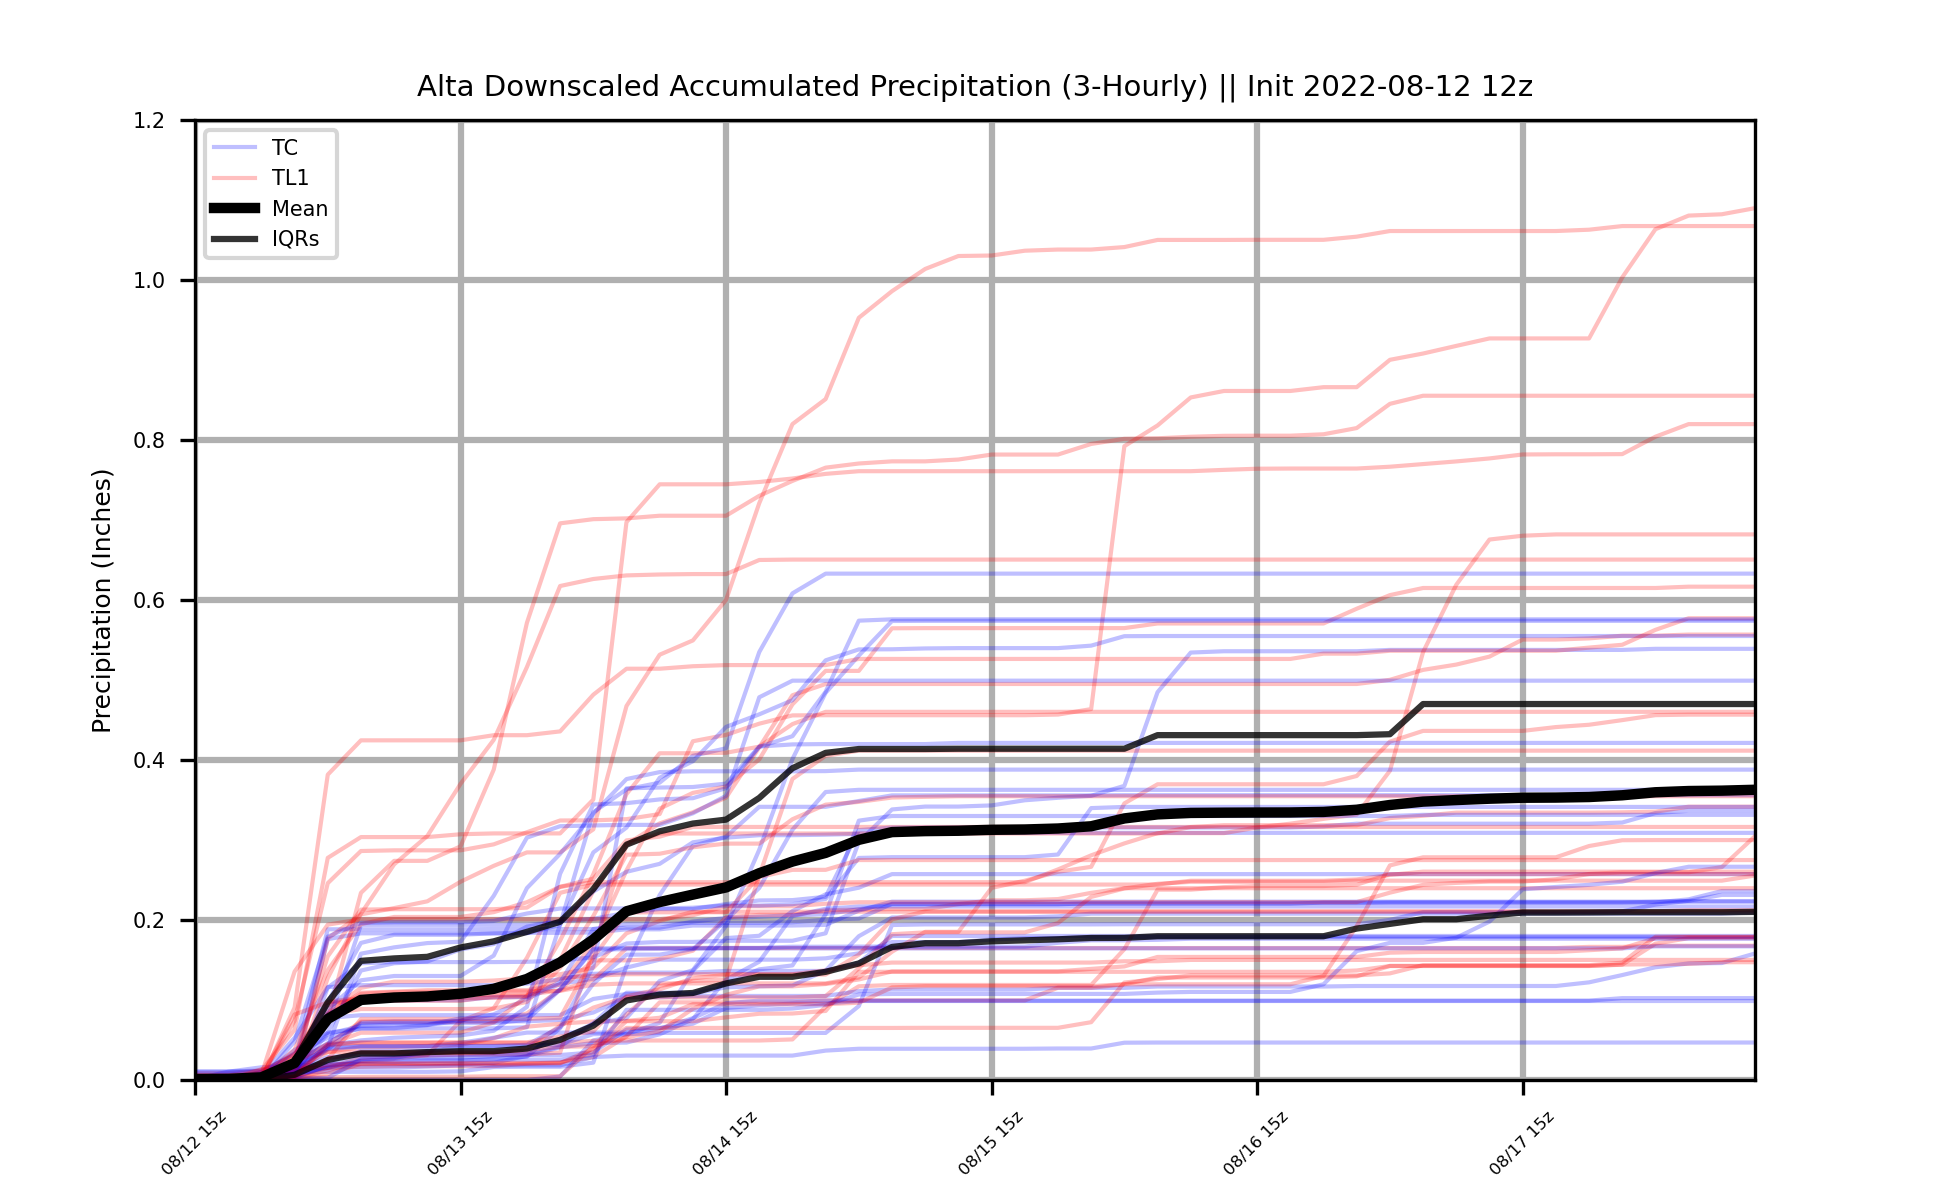 Alta Downscaled Accumulated Precipitation (3-Hourly) || Init 2022-08-12 12z
1.2
1.0
0.8
0.6
0.4
0.2
0.0
Precipitation (Inches)
TC
TL1
Mean
IQRs
08/12 15z
08/13 15z
08/14 15z
08/15 15z
08/16 15z
08/17 15z